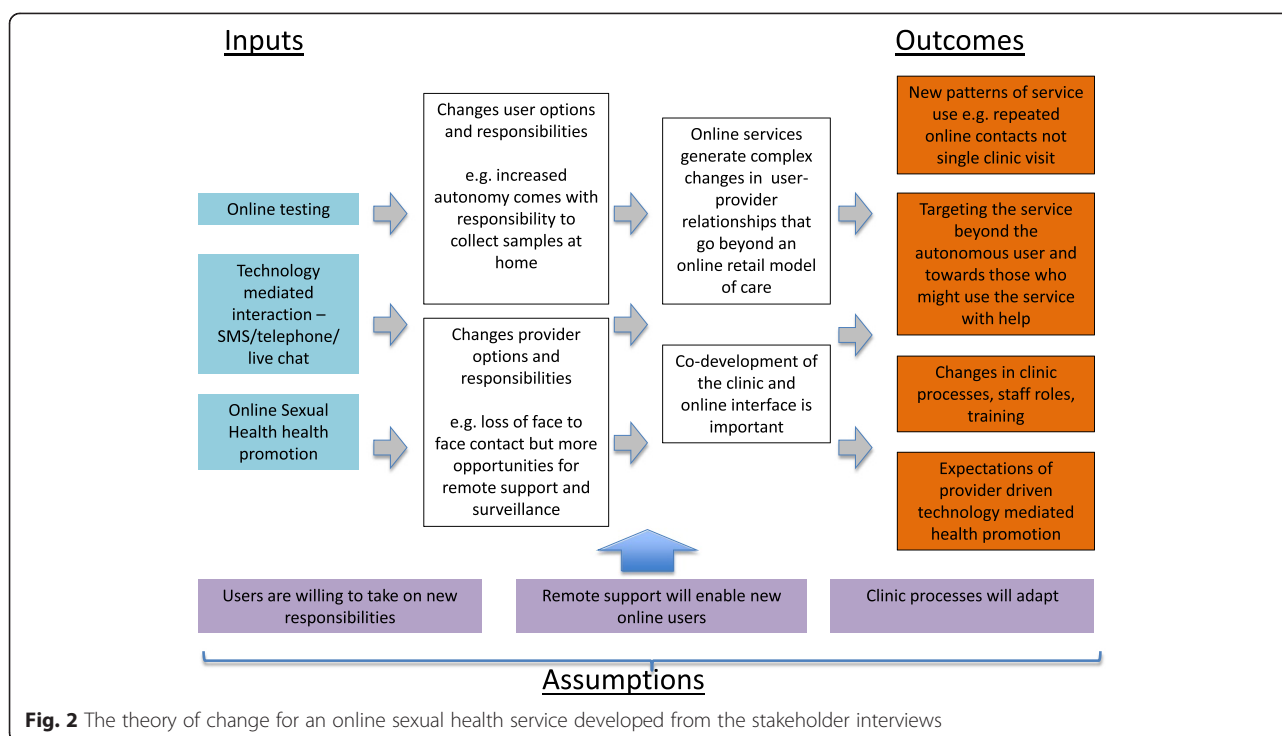 Inputs
Outcomes
Online testing
Technology
mediated
interaction –
SMS/telephone/
live chat
Online Sexual
Health health
promotion
Changes user options
and responsibilities
e.g. increased
autonomy comes with
responsibility to
collect samples at
home
Changes provider
options and
responsibilities
e.g. loss of face to
face contact but more
opportunities for
remote support and
surveillance
Online services
generate complex
changes in user-
provider
relationships that
go beyond an
online retail model
of care
Co-development of
the clinic and
online interface is
important
New patterns of service
use e.g. repeated
online contacts not
single clinic visit
Targeting the service
beyond the
autonomous user and
towards those who
might use the service
with help
Changes in clinic
processes, staff roles,
training
Expectations of
provider driven
technology mediated
health promotion
Users are willing to take on new
responsibilities
Remote support will enable new
online users
Clinic processes will adapt
Assumptions
Fig. 2 The theory of change for an online sexual health service developed from the stakeholder interviews